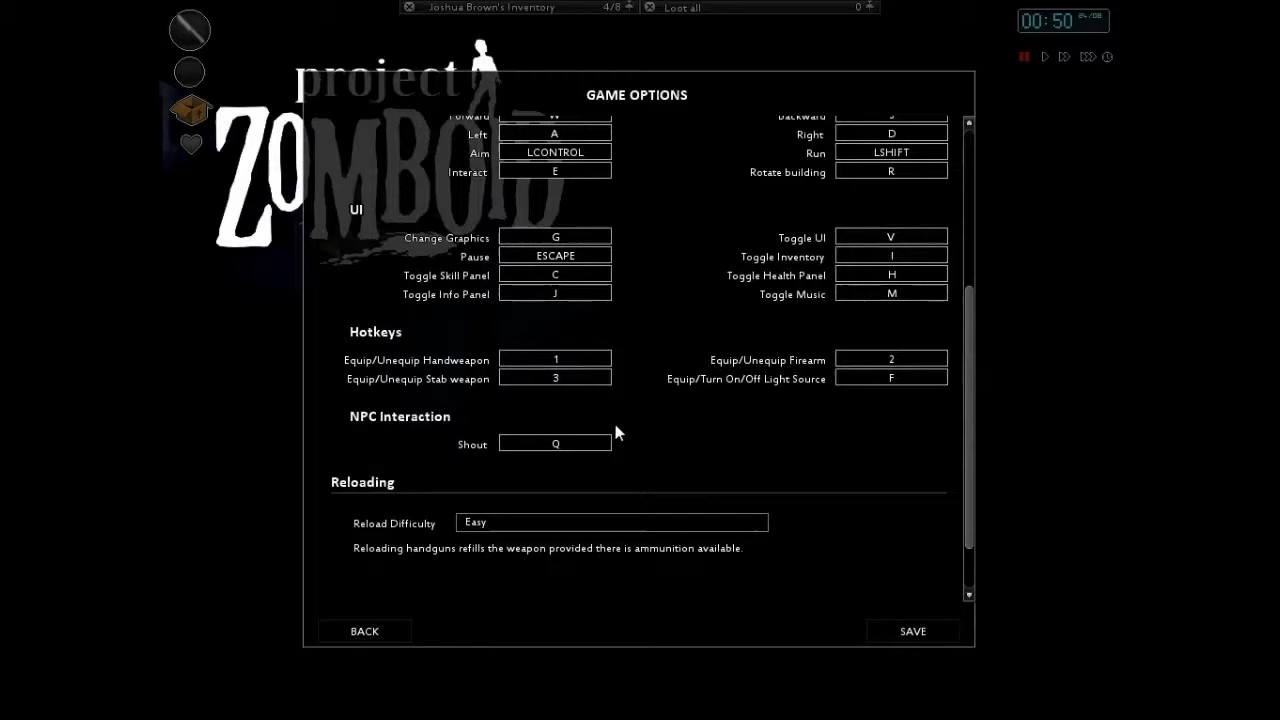 Joshua Brown's Inventory 4/8 Loot all 0
00:50 24/08
project
ZOMBOID
GAME OPTIONS
Forward W Backward S
Left A Right D
Aim LCONTROL Run LSHIFT
Interact E Rotate building R
UI
Change Graphics G Toggle UI V
Pause ESCAPE Toggle Inventory I
Toggle Skill Panel C Toggle Health Panel H
Toggle Info Panel J Toggle Music M
Hotkeys
Equip/Unequip Handweapon 1 Equip/Unequip Firearm 2
Equip/Unequip Stab weapon 3 Equip/Turn On/Off Light Source F
NPC Interaction
Shout Q
Reloading
Reload Difficulty Easy
Reloading handguns refills the weapon provided there is ammunition available.
BACK SAVE